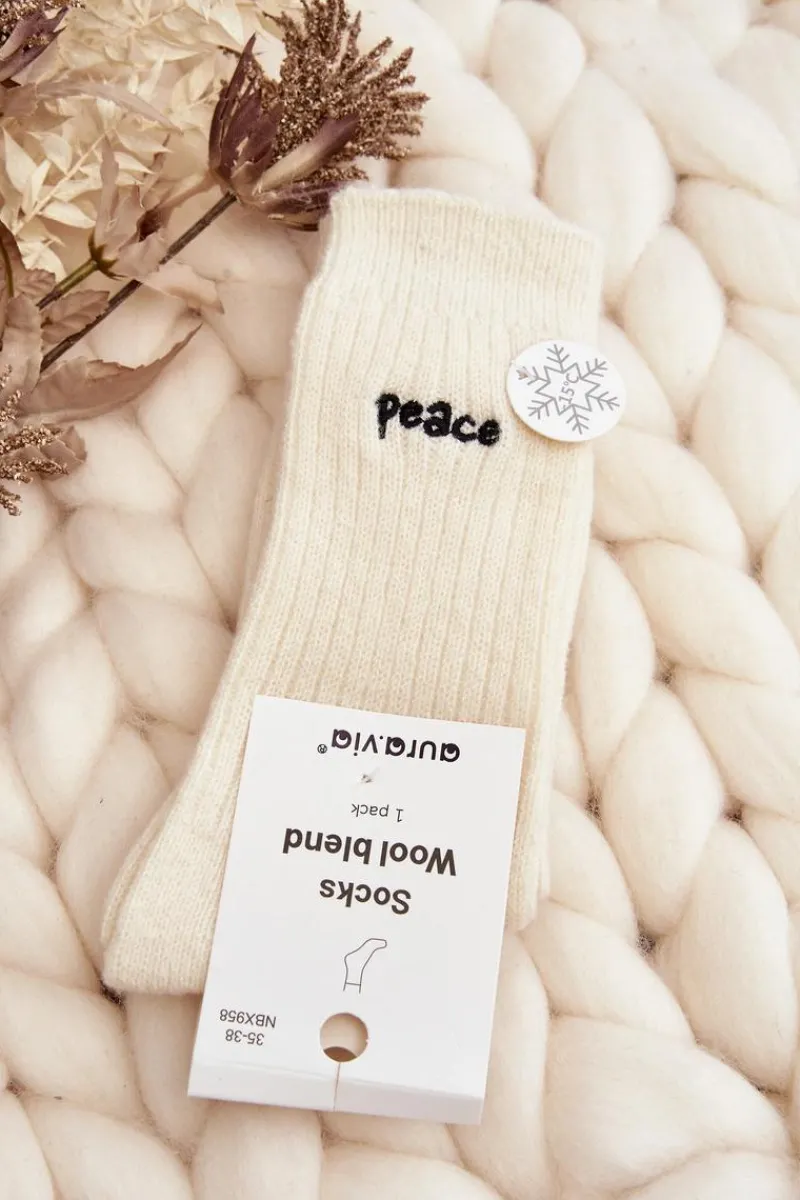 peace
-15°C
Socks
Wool blend
1 pack
aura.via®
35-38
NBX958